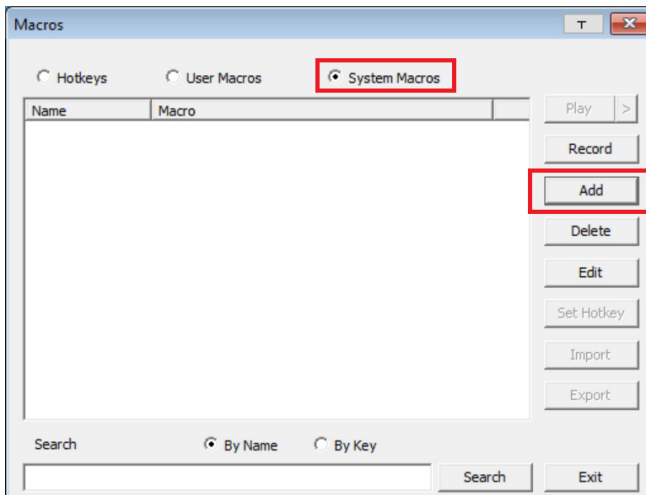 Macros
T
Hotkeys User Macros System Macros
Name Macro
Play >
Record
Add
Delete
Edit
Set Hotkey
Import
Export
Search By Name By Key
Search Exit